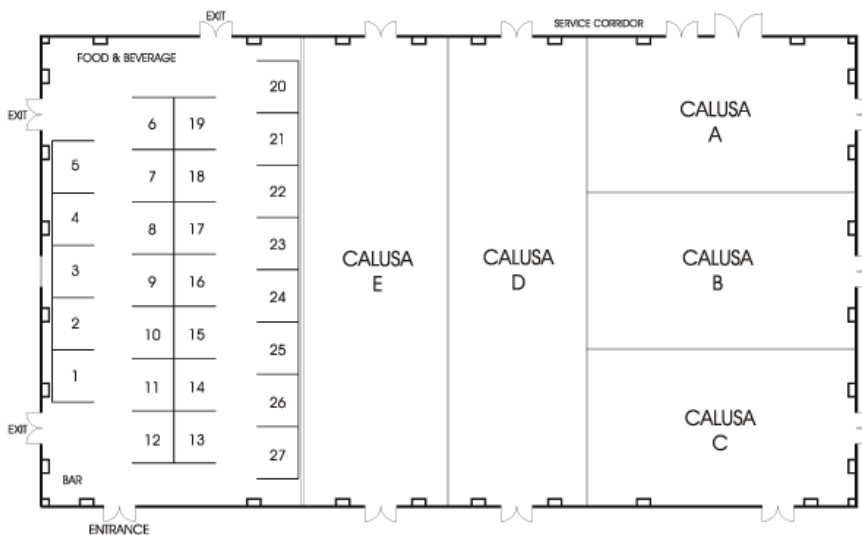 EXIT
SERVICE CORRIDOR
FOOD & BEVERAGE
EXIT
20
6 19
21
5
7 18
22
4
8 17
23
3
9 16
24
2
10 15
25
1
11 14
26
12 13
27
EXIT
BAR
ENTRANCE
CALUSA
E
CALUSA
D
CALUSA
A
CALUSA
B
CALUSA
C